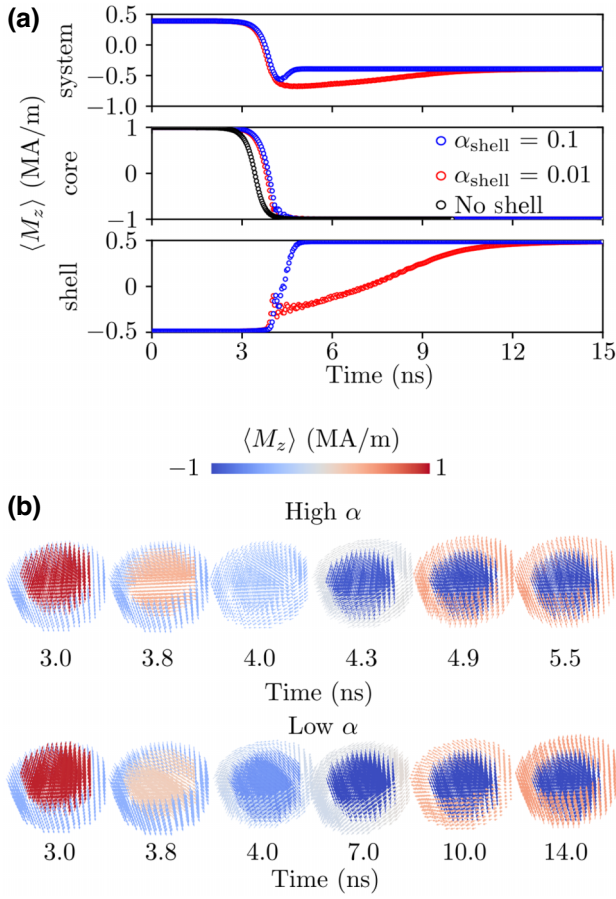 (a)
⟨M_z⟩ (MA/m)
system
0.5
0.0
−0.5
−1.0
core
1
0
−1
α_shell = 0.1
α_shell = 0.01
No shell
shell
0.5
0
−0.5
0 3 6 9 12 15
Time (ns)
⟨M_z⟩ (MA/m)
−1 1
(b)
High α
3.0 3.8 4.0 4.3 4.9 5.5
Time (ns)
Low α
3.0 3.8 4.0 7.0 10.0 14.0
Time (ns)